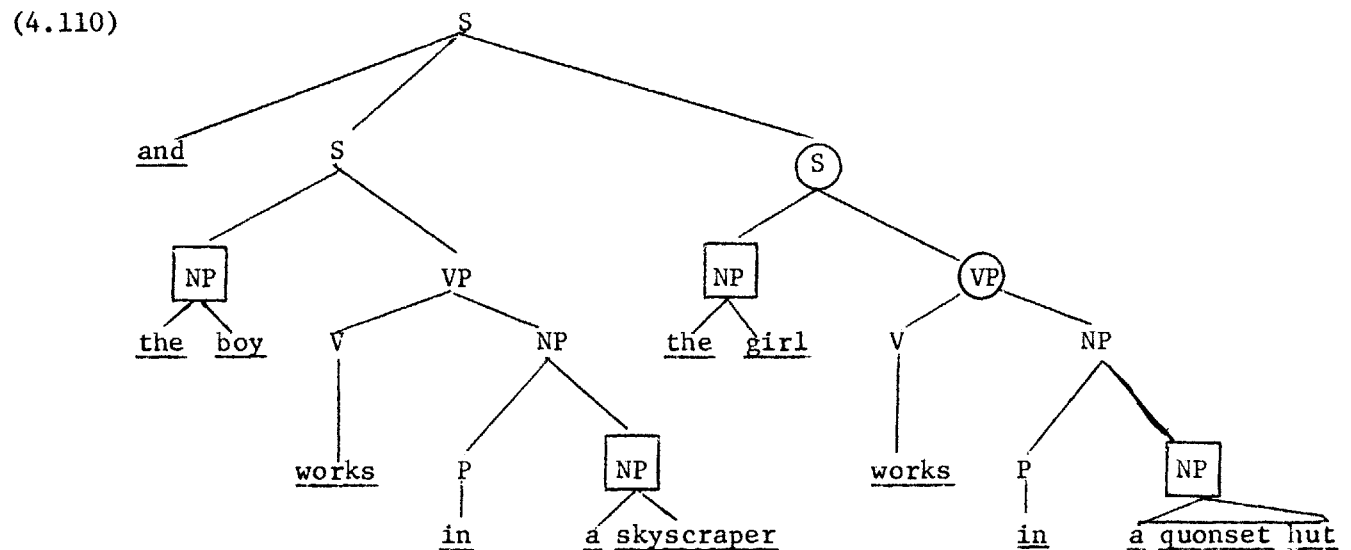 (4.110)
S
and S S
NP VP NP VP
the boy V NP the girl V NP
works P NP works P NP
in a skyscraper in a quonset hut